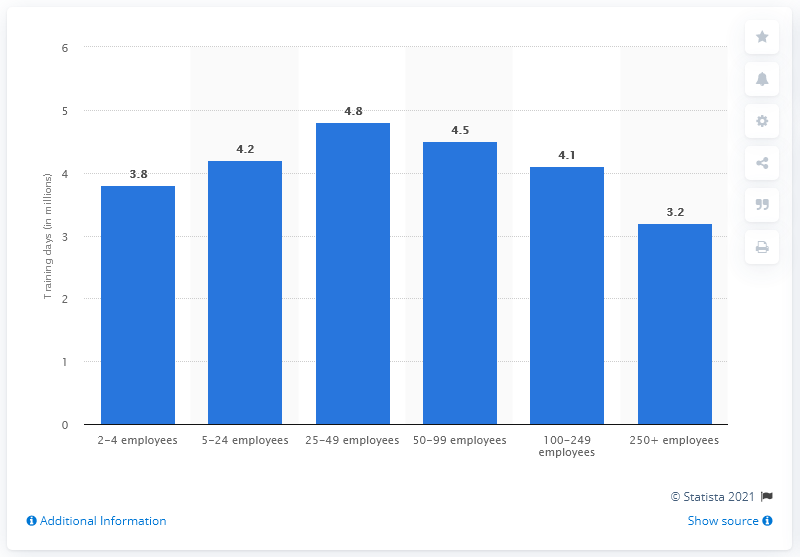 6
5
4
3
2
1
0
Training days (in millions)
3.8
4.2
4.8
4.5
4.1
3.2
2-4 employees
5-24 employees
25-49 employees
50-99 employees
100-249
employees
250+ employees
© Statista 2021
Additional Information
Show source